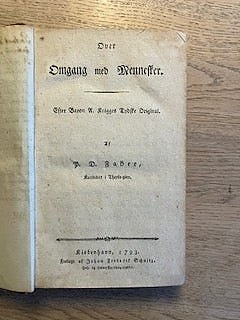 Over
Omgang med Mennesker.
Efter Baron A. Knigges Tydske Original.
Af
P. D. Faber,
Kandidat i Theologien.
Kiøbenhavn, 1793.
Forlagt af Johan Frederik Schultz,